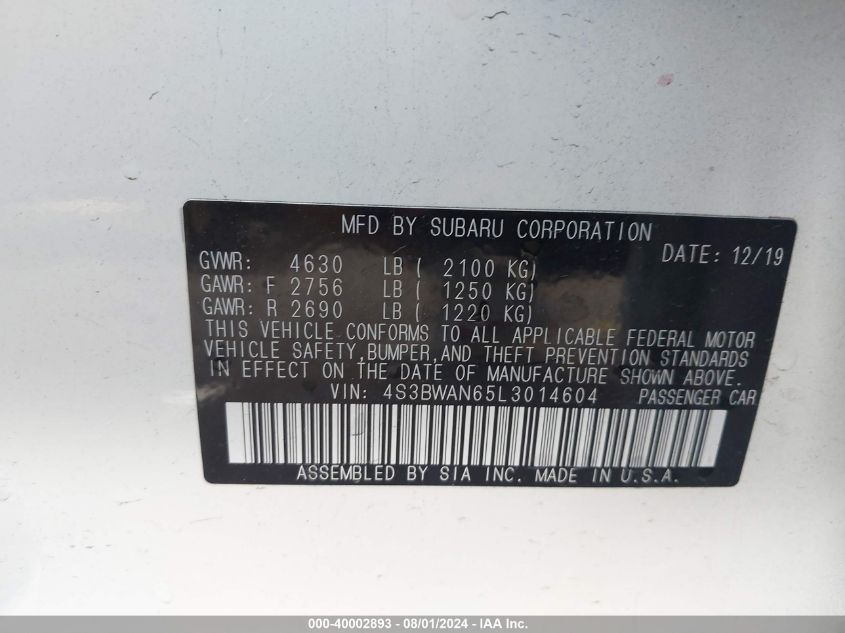 MFD BY SUBARU CORPORATION
DATE: 12/19
GVWR: 4630 LB ( 2100 KG)
GAWR: F 2756 LB ( 1250 KG)
GAWR: R 2690 LB ( 1220 KG)
THIS VEHICLE CONFORMS TO ALL APPLICABLE FEDERAL MOTOR
VEHICLE SAFETY,BUMPER,AND THEFT PREVENTION STANDARDS
IN EFFECT ON THE DATE OF MANUFACTURE SHOWN ABOVE.
VIN: 4S3BWAN65L3014604 PASSENGER CAR
ASSEMBLED BY SIA INC. MADE IN U.S.A.
000-40002893 - 08/01/2024 - IAA Inc.